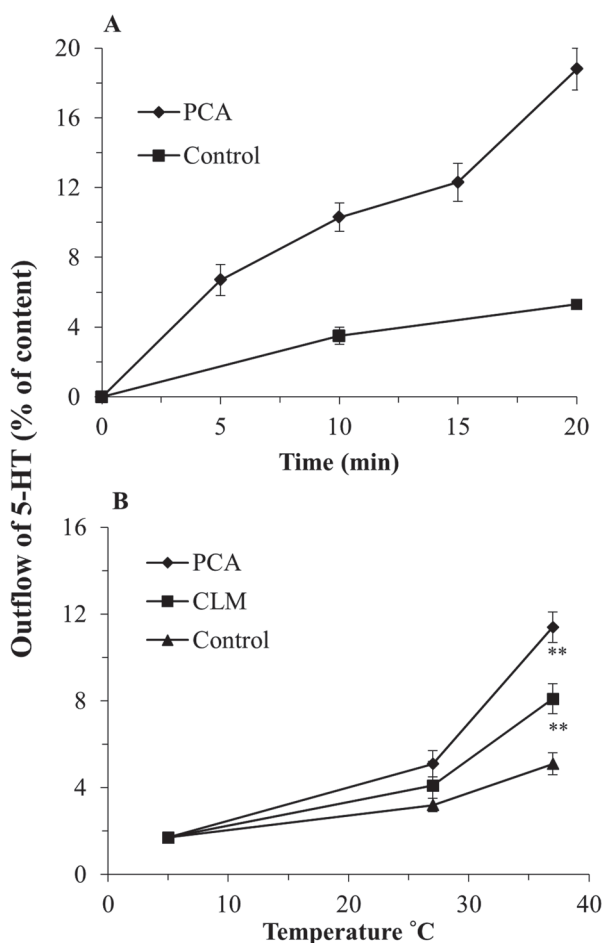 A
20
PCA
16
Control
12
8
4
0
0 5 10 15 20
Time (min)
Outflow of 5-HT (% of content)
B
16
PCA
CLM
12
Control
**
8
**
4
0
0 10 20 30 40
Temperature ˚C